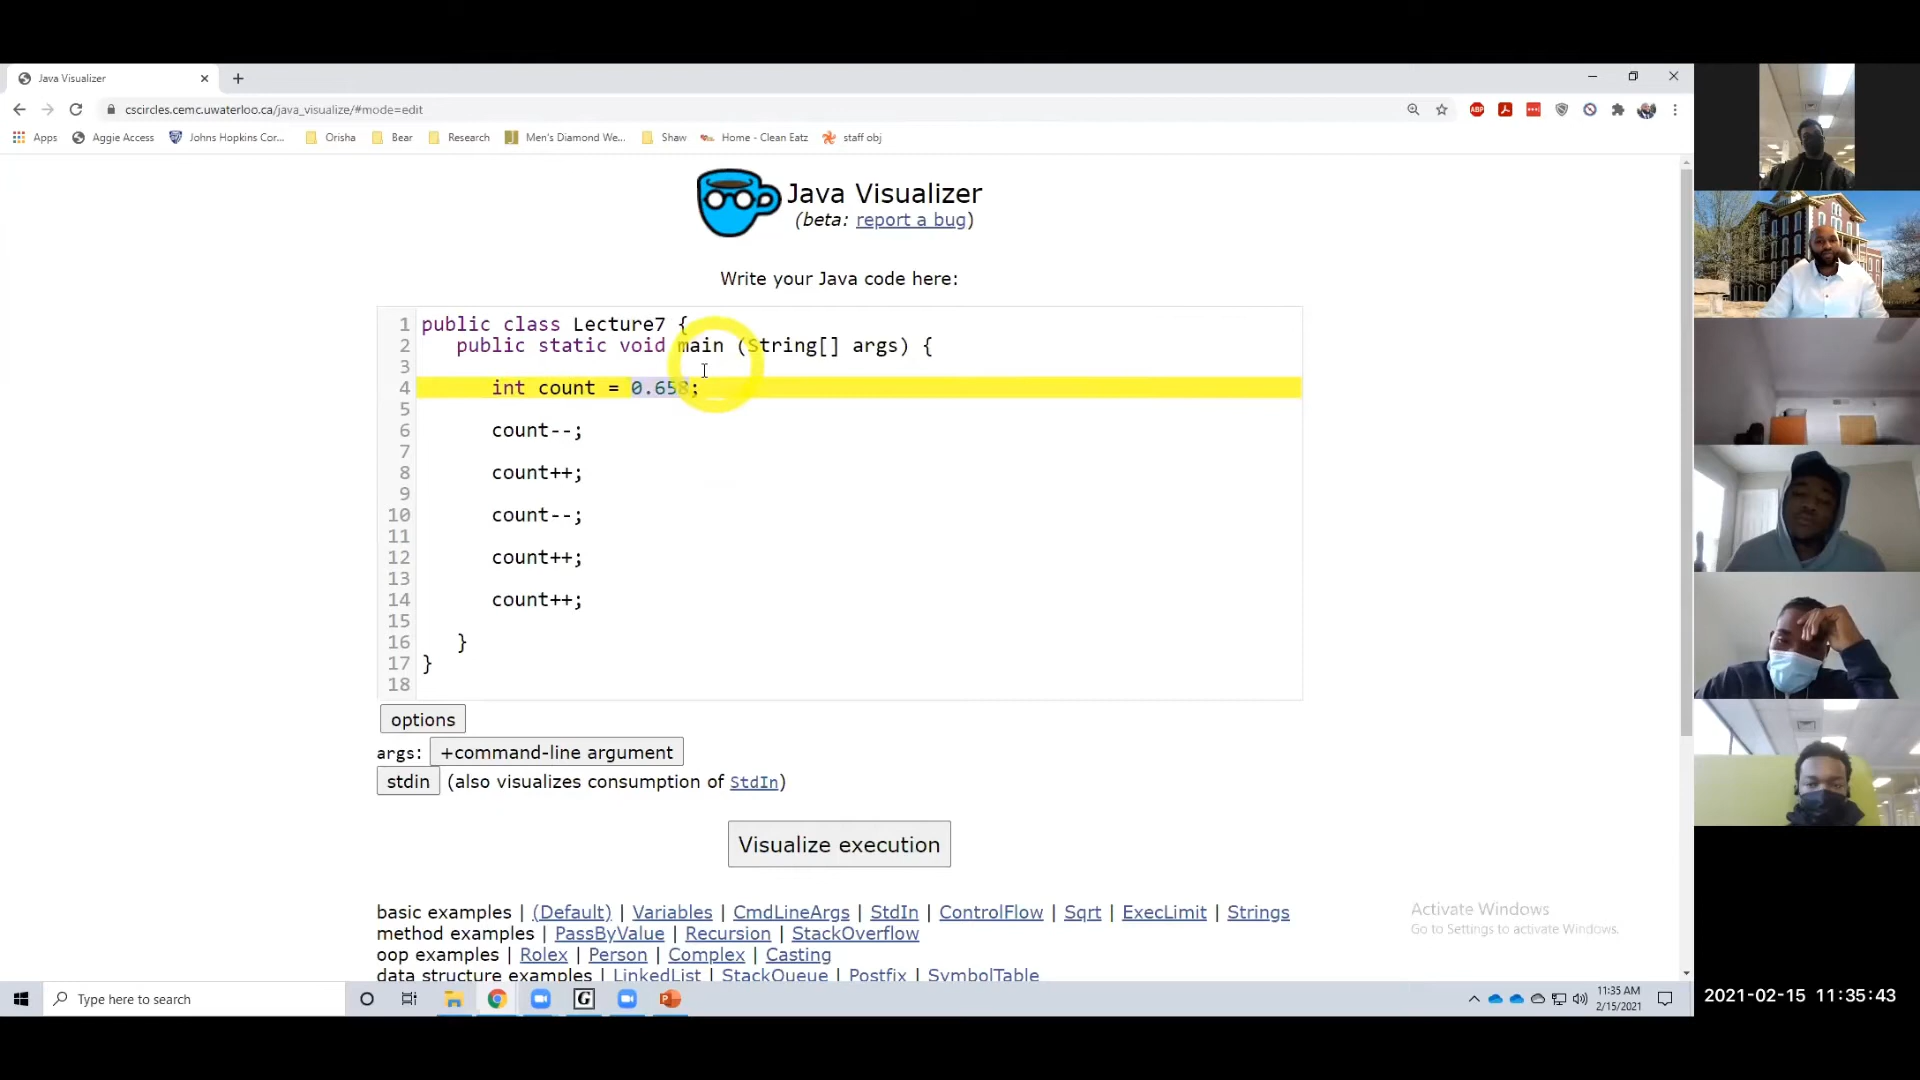 Java Visualizer
cscircles.cemc.uwaterloo.ca/java_visualize/#mode=edit
ABP
Apps Aggie Access Johns Hopkins Cor... Orisha Bear Research Men's Diamond We... Shaw Home - Clean Eatz staff obj
Java Visualizer
(beta: report a bug)
Write your Java code here:
1 public class Lecture7 {
2 public static void main (String[] args) {
3
4 int count = 0.658;
5
6 count--;
7
8 count++;
9
10 count--;
11
12 count++;
13
14 count++;
15
16 }
17 }
18
options
args: +command-line argument
stdin (also visualizes consumption of StdIn)
Visualize execution
basic examples | (Default) | Variables | CmdLineArgs | StdIn | ControlFlow | Sqrt | ExecLimit | Strings
method examples | PassByValue | Recursion | StackOverflow
oop examples | Rolex | Person | Complex | Casting
data structure examples | LinkedList | StackQueue | Postfix | SymbolTable
Activate Windows
Go to Settings to activate Windows.
Type here to search
G
11:35 AM
2/15/2021
2021-02-15 11:35:43